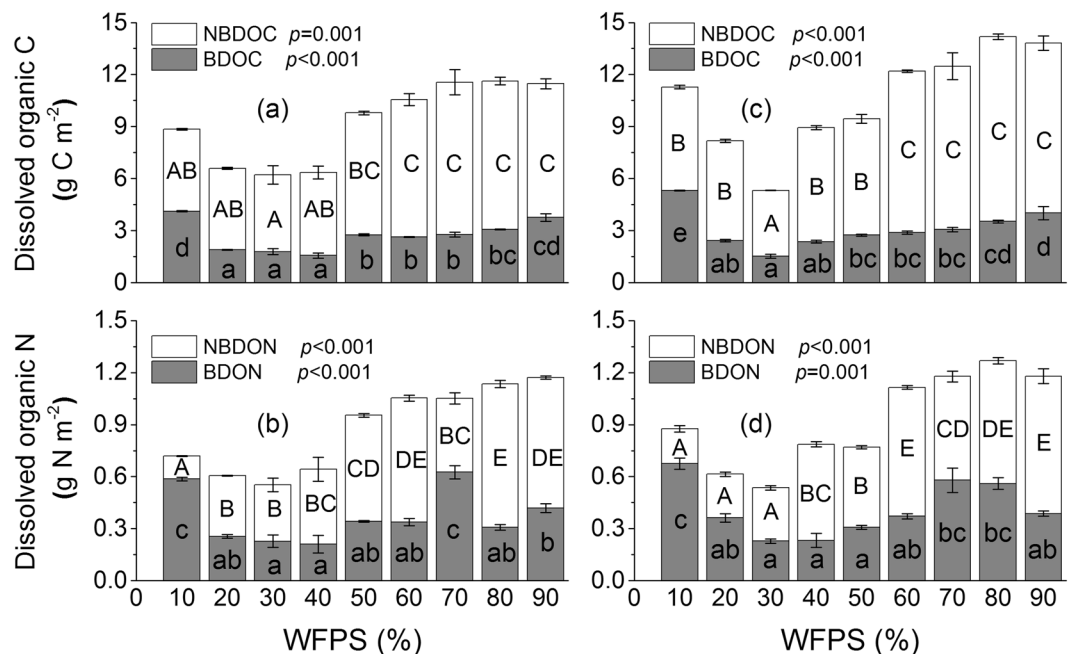 Dissolved organic C
(g C m-2)
15
12
9
6
3
0
NBDOC p=0.001
BDOC p<0.001
(a)
AB AB A AB BC C C C C
d a a a b b b bc cd
15
12
9
6
3
0
NBDOC p<0.001
BDOC p<0.001
(c)
B B A B B C C C C
e ab a ab bc bc bc cd d
Dissolved organic N
(g N m-2)
1.5
1.2
0.9
0.6
0.3
0.0
NBDON p<0.001
BDON p<0.001
(b)
A B B BC CD DE BC E DE
c ab a a ab ab c ab b
0 10 20 30 40 50 60 70 80 90
WFPS (%)
1.5
1.2
0.9
0.6
0.3
0.0
NBDON p<0.001
BDON p=0.001
(d)
A A A BC B E CD DE E
c ab a a a ab bc bc ab
0 10 20 30 40 50 60 70 80 90
WFPS (%)